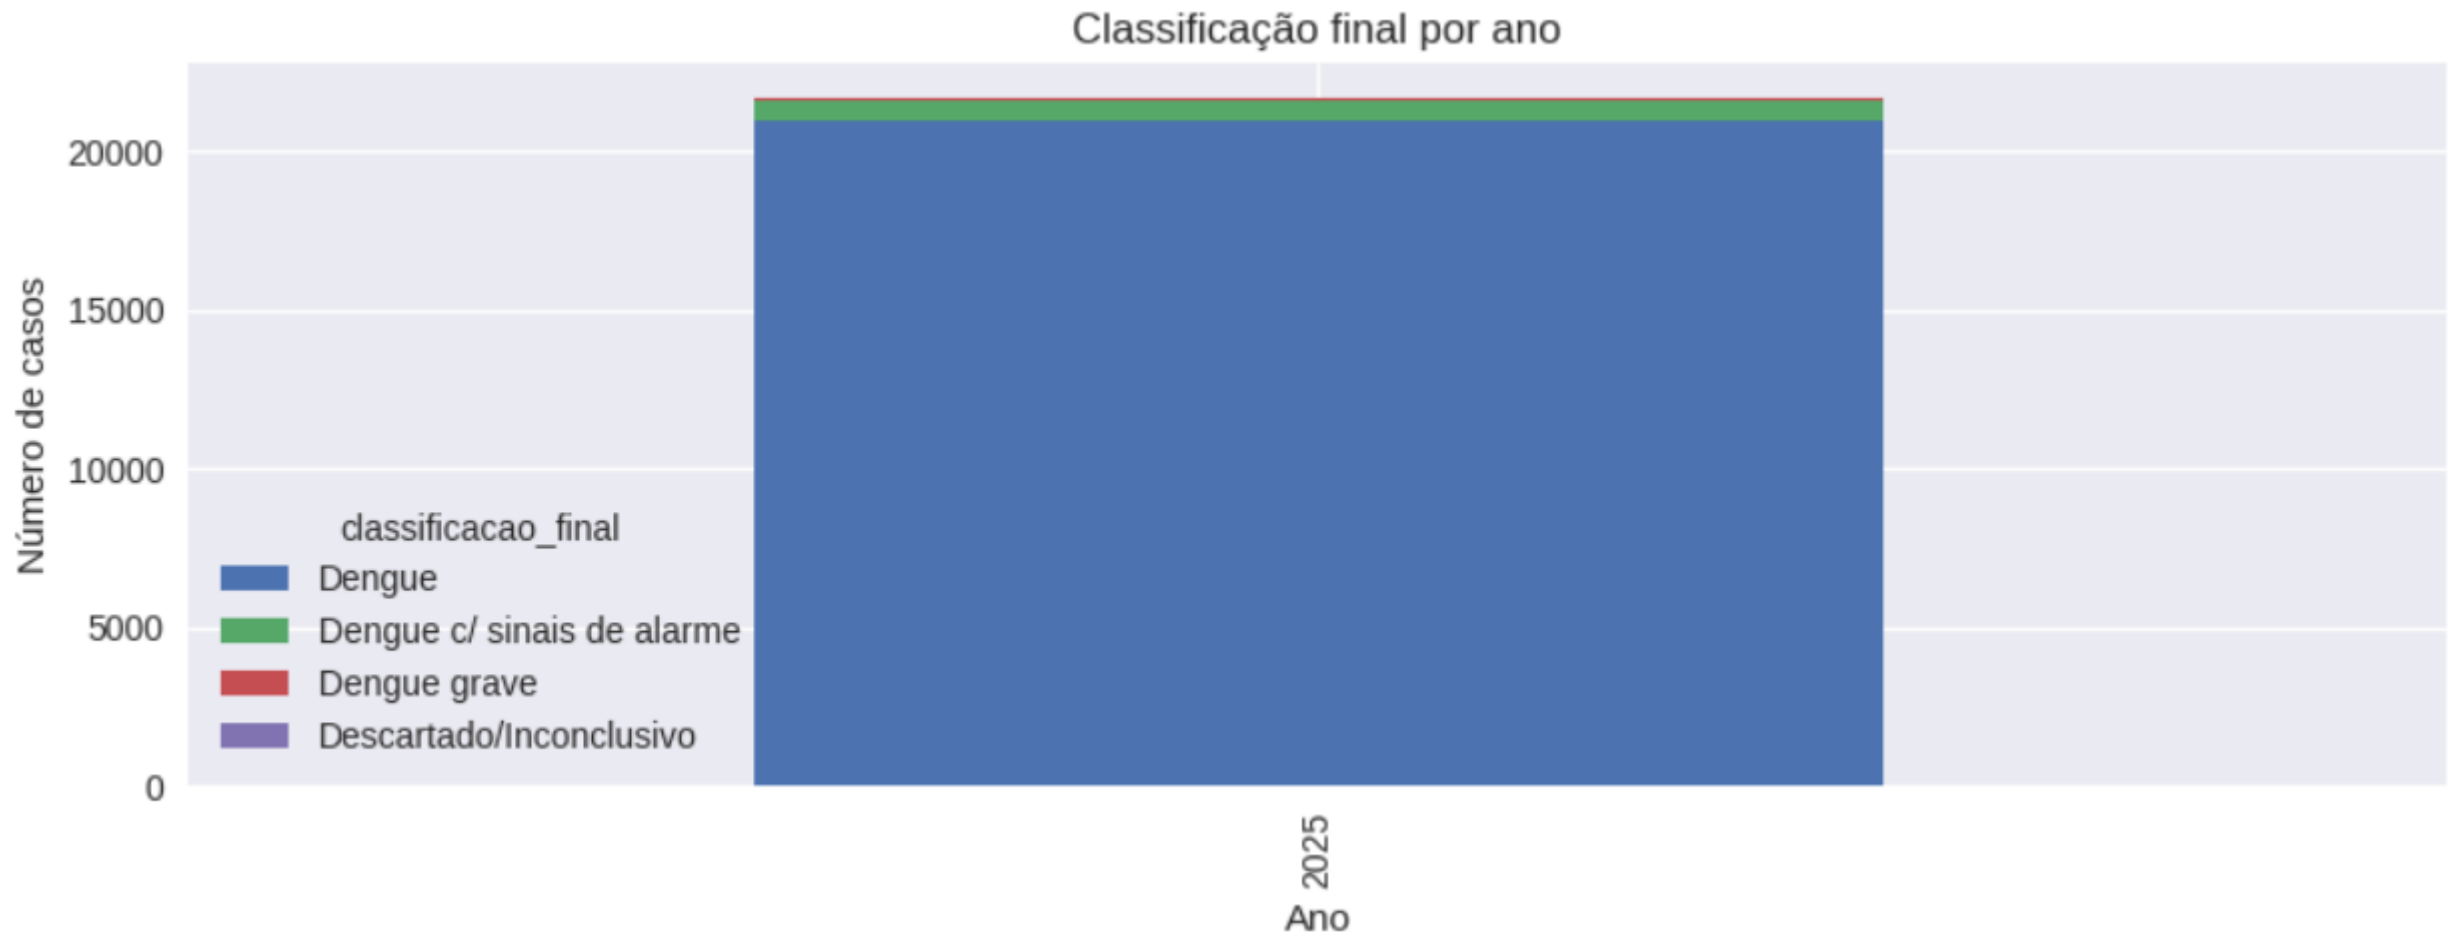 Classificação final por ano
Número de casos
20000
15000
10000
5000
0
classificacao_final
Dengue
Dengue c/ sinais de alarme
Dengue grave
Descartado/Inconclusivo
2025
Ano